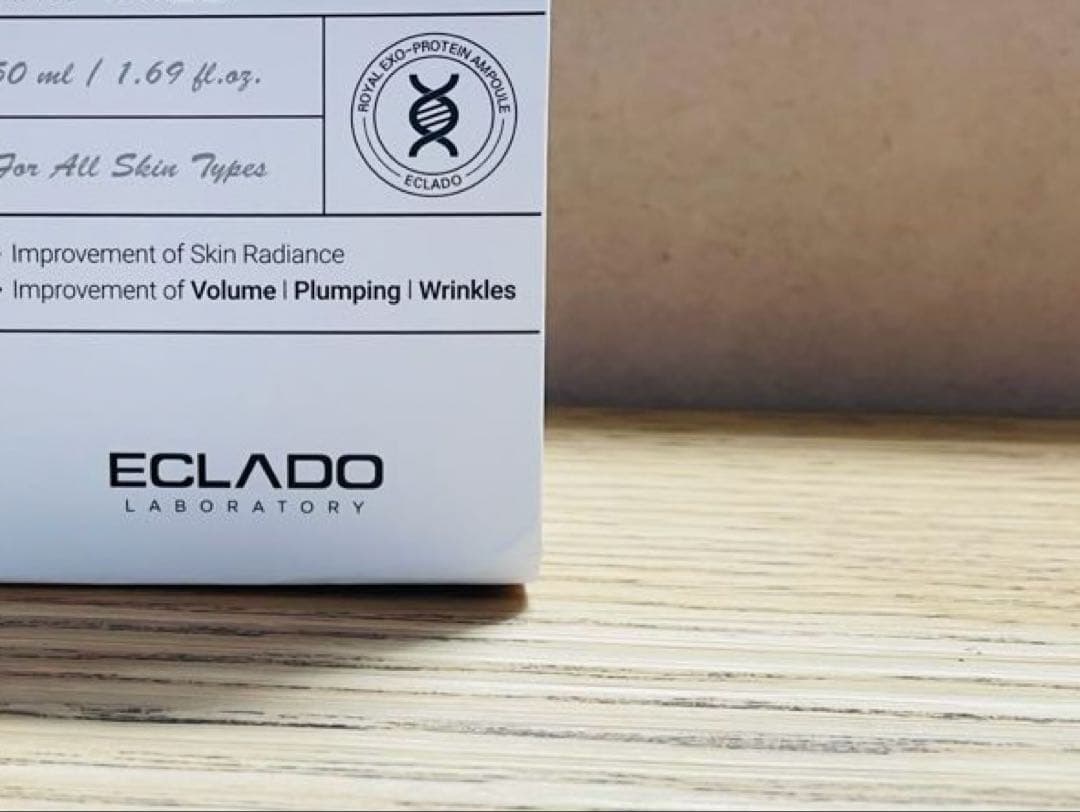 50 ml / 1.69 fl.oz.
ROYAL EXO-PROTEIN AMPOULE
ECLADO
For All Skin Types
Improvement of Skin Radiance
Improvement of Volume | Plumping | Wrinkles
ECLADO
LABORATORY